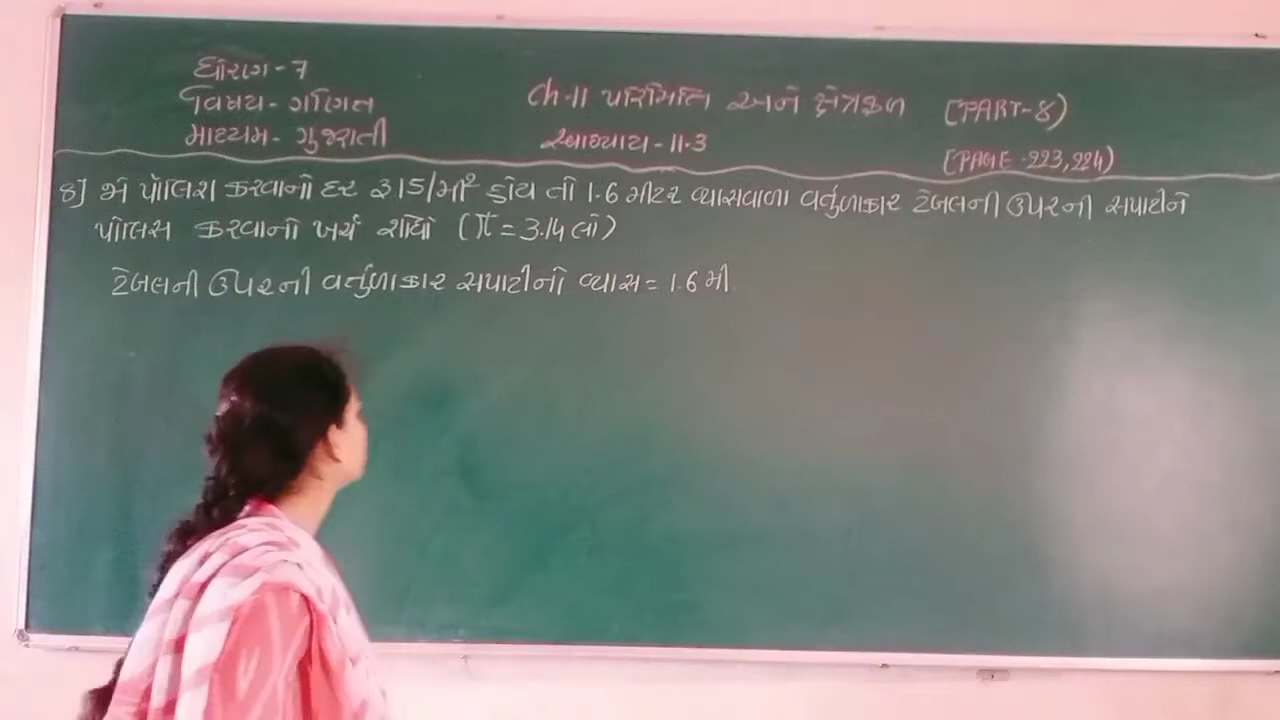 ધોરણ - 7
વિષય - ગણિત
માધ્યમ - ગુજરાતી
Ch-11 પરિમિતિ અને ક્ષેત્રફળ
સ્વાધ્યાય - 11.3
[PART-8)
[PAGE-223,224)
8] જો પૉલિશ કરવાનો દર ₹15/મી² હોય તો 1.6 મીટર વ્યાસવાળા વર્તુળાકાર ટેબલની ઉપરની સપાટીને
પોલિસ કરવાનો ખર્ચ શોધો (π = 3.14 લો)
ટેબલની ઉપરની વર્તુળાકાર સપાટીનો વ્યાસ = 1.6 મી.